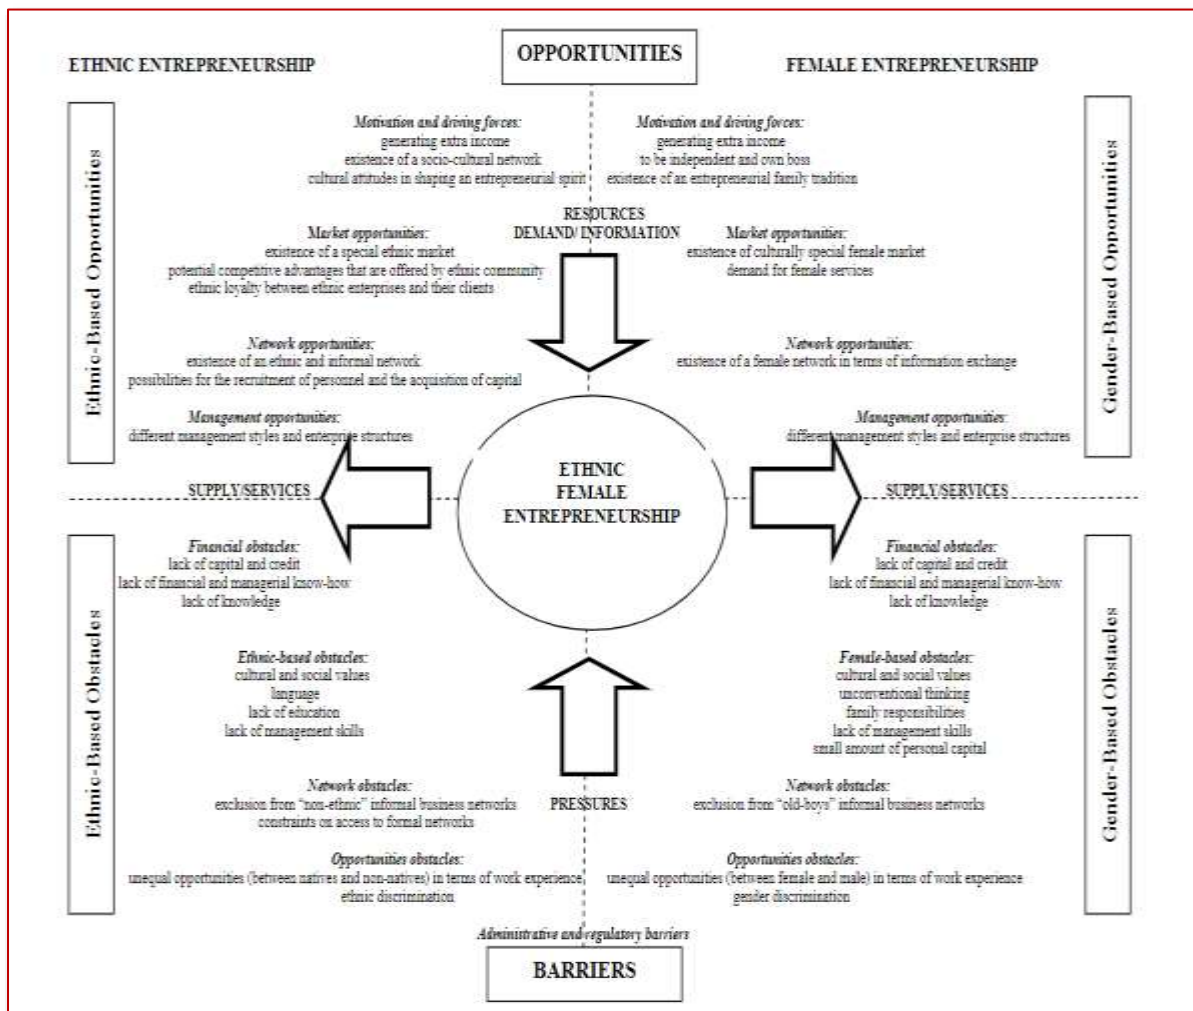 OPPORTUNITIES
ETHNIC ENTREPRENEURSHIP
FEMALE ENTREPRENEURSHIP
Ethnic-Based Opportunities
Motivation and driving forces:
generating extra income
existence of a socio-cultural network
cultural attitudes in shaping an entrepreneurial spirit
Motivation and driving forces:
generating extra income
to be independent and own boss
existence of an entrepreneurial family tradition
Gender-Based Opportunities
RESOURCES
DEMAND/ INFORMATION
Market opportunities:
existence of a special ethnic market
potential competitive advantages that are offered by ethnic community
ethnic loyalty between ethnic enterprises and their clients
Market opportunities:
existence of culturally special female market
demand for female services
Network opportunities:
existence of an ethnic and informal network
possibilities for the recruitment of personnel and the acquisition of capital
Network opportunities:
existence of a female network in terms of information exchange
Management opportunities:
different management styles and enterprise structures
Management opportunities:
different management styles and enterprise structures
SUPPLY/SERVICES
ETHNIC
FEMALE
ENTREPRENEURSHIP
SUPPLY/SERVICES
Ethnic-Based Obstacles
Financial obstacles:
lack of capital and credit
lack of financial and managerial know-how
lack of knowledge
Financial obstacles:
lack of capital and credit
lack of financial and managerial know-how
lack of knowledge
Gender-Based Obstacles
Ethnic-based obstacles:
cultural and social values
language
lack of education
lack of management skills
Female-based obstacles:
cultural and social values
unconventional thinking
family responsibilities
lack of management skills
small amount of personal capital
Network obstacles:
exclusion from "non-ethnic" informal business networks
constraints on access to formal networks
PRESSURES
Network obstacles:
exclusion from "old-boys" informal business networks
Opportunities obstacles:
unequal opportunities (between natives and non-natives) in terms of work experience
ethnic discrimination
Opportunities obstacles:
unequal opportunities (between female and male) in terms of work experience
gender discrimination
Administrative and regulatory barriers
BARRIERS